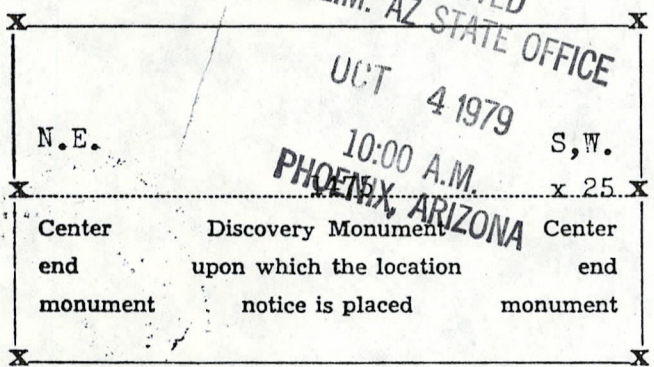 X X
AZ STATE OFFICE
OCT 4 1979
N.E. S,W.
10:00 A.M.
X 1475 x 25 X
PHOENIX, ARIZONA
Center Discovery Monument Center
end upon which the location end
monument notice is placed monument
X X